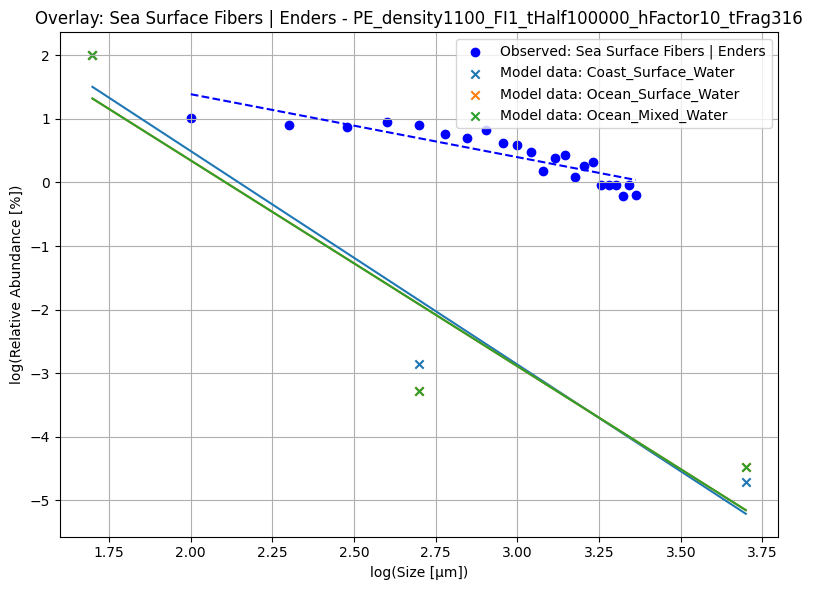 Overlay: Sea Surface Fibers | Enders - PE_density1100_FI1_tHalf100000_hFactor10_tFrag316
Observed: Sea Surface Fibers | Enders
Model data: Coast_Surface_Water
Model data: Ocean_Surface_Water
Model data: Ocean_Mixed_Water
log(Relative Abundance [%])
2
1
0
−1
−2
−3
−4
−5
1.75
2.00
2.25
2.50
2.75
3.00
3.25
3.50
3.75
log(Size [µm])